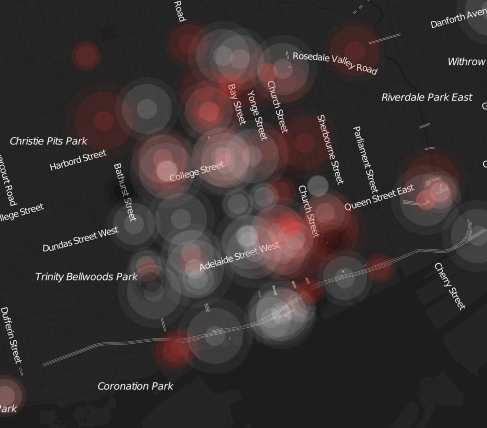 Road
Danforth Aven
Rosedale Valley Road
Withrow
Bay Street
Yonge Street
Church Street
Riverdale Park East
Christie Pits Park
Harbord Street
Sherbourne Street
Parliament Street
College Street
Bathurst Street
ercourt Road
llege Street
Queen Street East
Church Street
Dundas Street West
Adelaide Street West
Trinity Bellwoods Park
Cherry Street
Dufferin Street
Coronation Park
ark